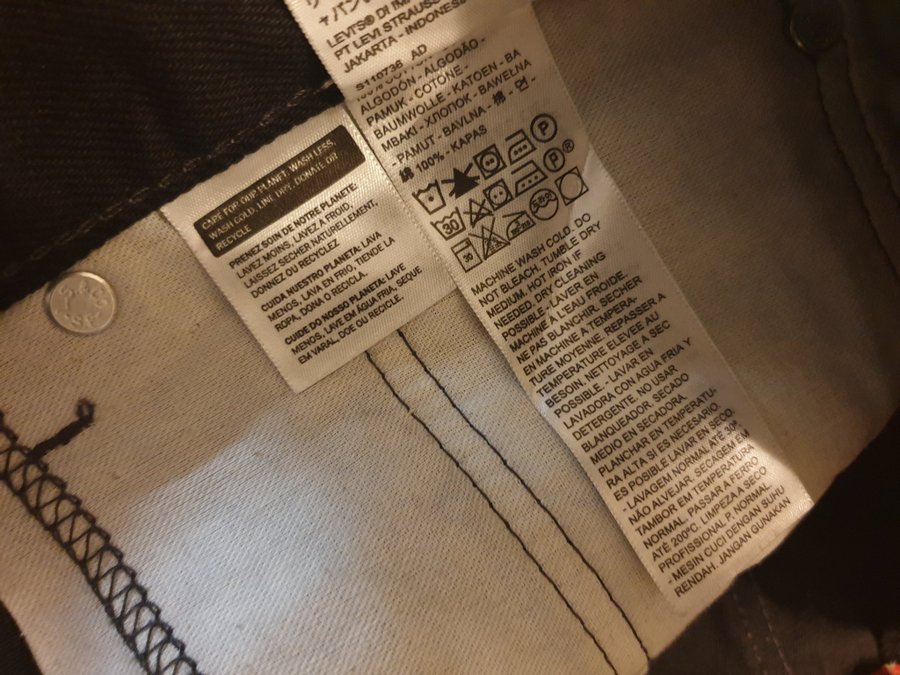 CARE FOR OUR PLANET: WASH LESS,
WASH COLD, LINE DRY, DONATE OR
RECYCLE
PRENEZ SOIN DE NOTRE PLANETE:
LAVEZ MOINS, LAVEZ A FROID,
LAISSEZ SECHER NATURELLEMENT,
DONNEZ OU RECYCLEZ
CUIDA NUESTRO PLANETA: LAVA
MENOS, LAVA EN FRIO, TIENDE LA
ROPA, DONA O RECICLA.
CUIDE DO NOSSO PLANETA: LAVE
MENOS, LAVE EM ÁGUA FRIA, SEQUE
EM VARAL, DOE OU RECICLE.
LEVI'S® DI
PT LEVI STRAUSS
JAKARTA - INDONES
S110736 AD
ALGODÓN - ALGODÃO -
PAMUK - COTONE -
BAUMWOLLE - KATOEN - BA
ΜΒΑΚΙ - ХЛОПОК - BAWEŁNA
- PAMUT - BAVLNA - 棉 - 면 -
綿 100% - KAPAS
P
30 P ®
30
MACHINE WASH COLD. DO
NOT BLEACH. TUMBLE DRY
MEDIUM. HOT IRON IF
NEEDED. DRY CLEANING
POSSIBLE - LAVER EN
MACHINE À L'EAU FROIDE.
NE PAS BLANCHIR. SECHER
EN MACHINE A TEMPERA-
TURE MOYENNE. REPASSER A
TEMPERATURE ELEVEE AU
BESOIN. NETTOYAGE A SEC
POSSIBLE. - LAVAR EN
LAVADORA CON AGUA FRIA Y
DETERGENTE. NO USAR
BLANQUEADOR. SECADO
MEDIO EN SECADORA.
PLANCHAR EN TEMPERATU-
RA ALTA SI ES NECESARIO
ES POSIBLE LAVAR EN SECO.
- LAVAGEM NORMAL ATÉ 30º.
NÃO ALVEJAR. SECAGEM EM
TAMBOR EM TEMPERATURA
NORMAL. PASSAR A FERRO
ATÉ 200ºC. LIMPEZA A SECO
PROFISSIONAL P, NORMAL
- MESIN CUCI DENGAN SUHU
RENDAH. JANGAN GUNAKAN